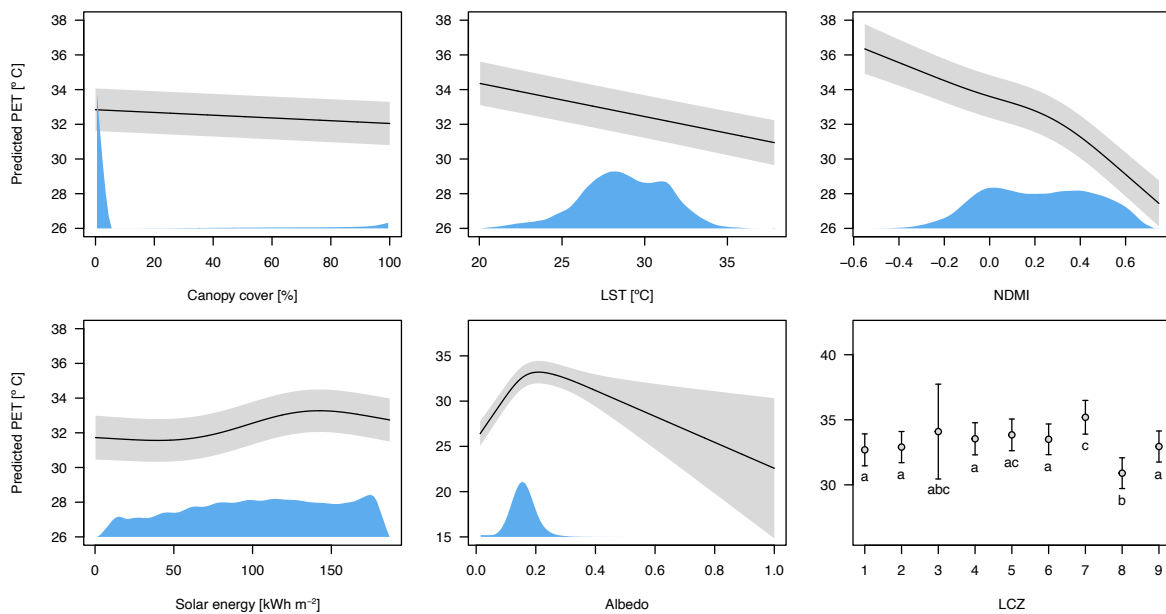 38
36
34
32
30
28
26
Predicted PET [º C]
0 20 40 60 80 100
Canopy cover [%]
38
36
34
32
30
28
26
20 25 30 35
LST [ºC]
38
36
34
32
30
28
26
−0.6 −0.4 −0.2 0.0 0.2 0.4 0.6
NDMI
38
36
34
32
30
28
26
Predicted PET [º C]
0 50 100 150
Solar energy [kWh m⁻²]
35
30
25
20
15
0.0 0.2 0.4 0.6 0.8 1.0
Albedo
40
35
30
a a abc a ac a c b a
1 2 3 4 5 6 7 8 9
LCZ